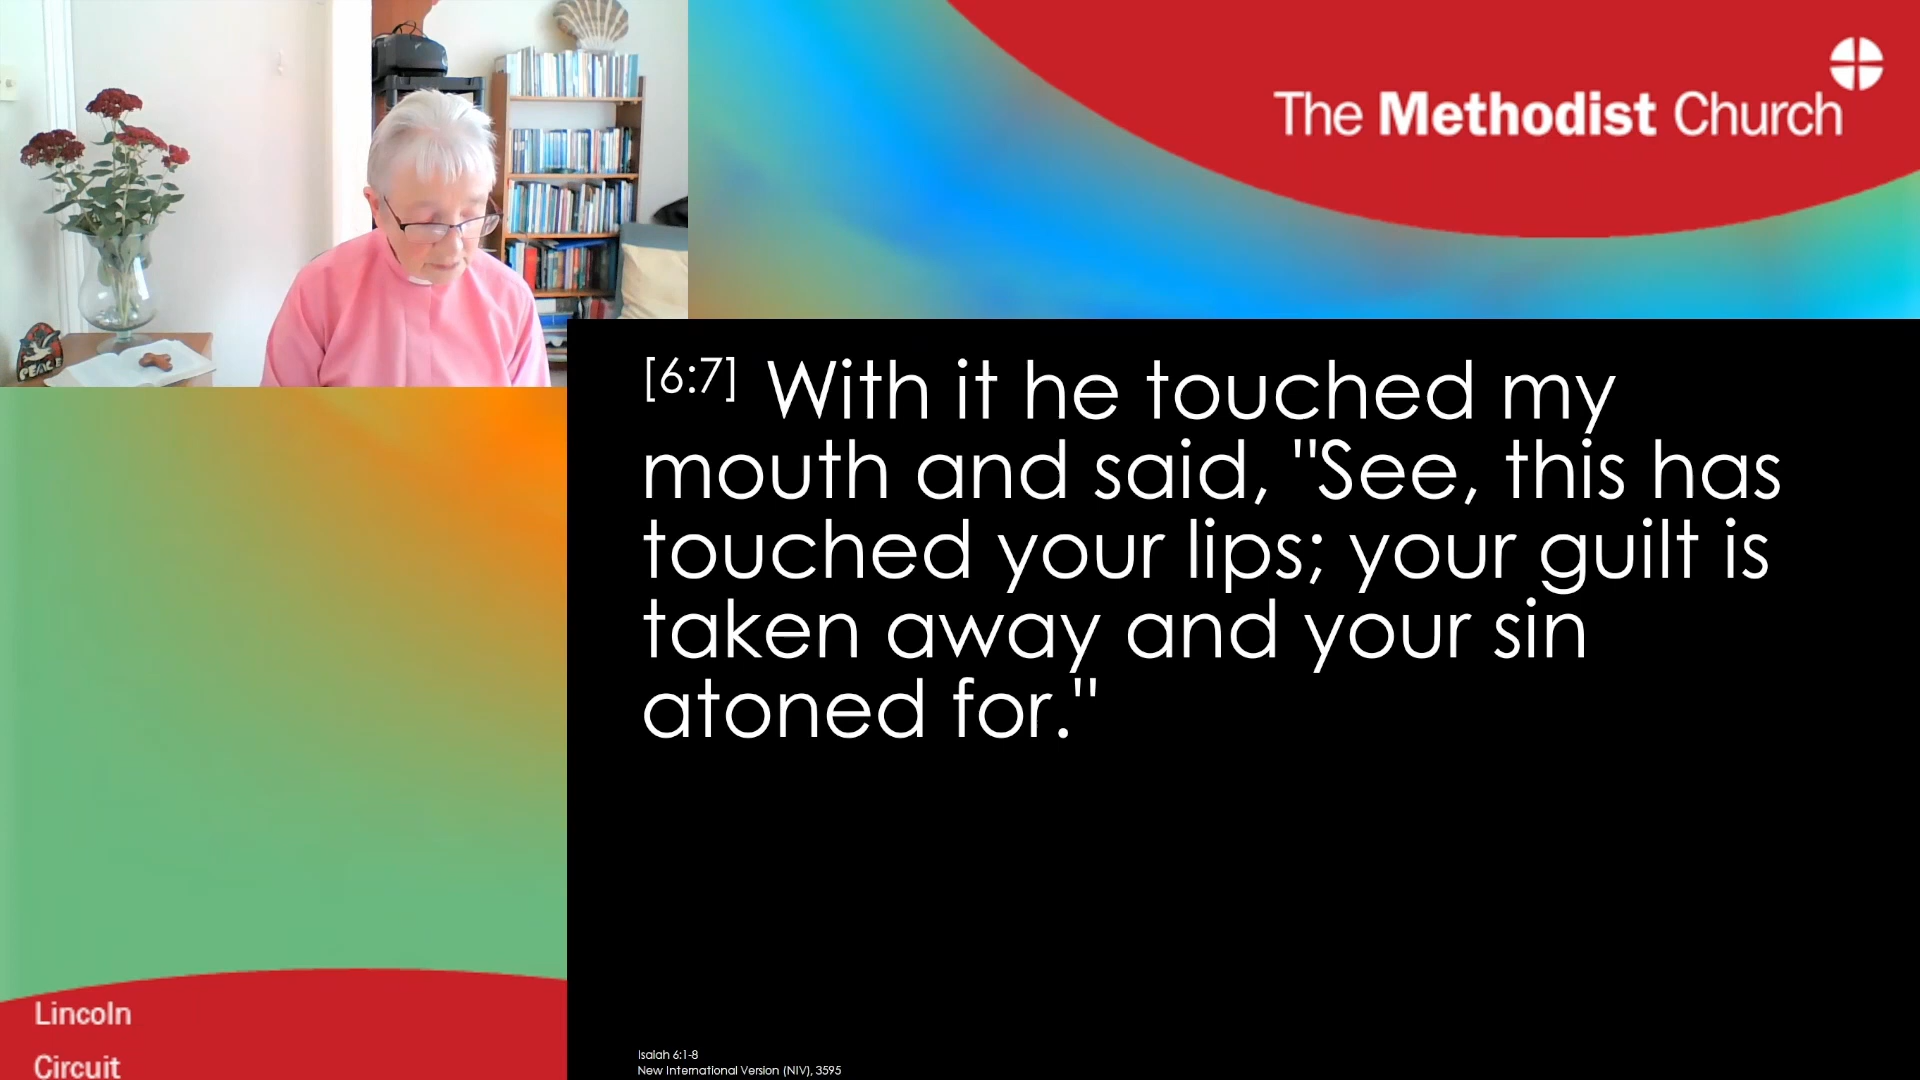 The Methodist Church
PEACE
[6:7] With it he touched my
mouth and said, "See, this has
touched your lips; your guilt is
taken away and your sin
atoned for."
Lincoln
Circuit
Isaiah 6:1-8
New International Version (NIV), 3595